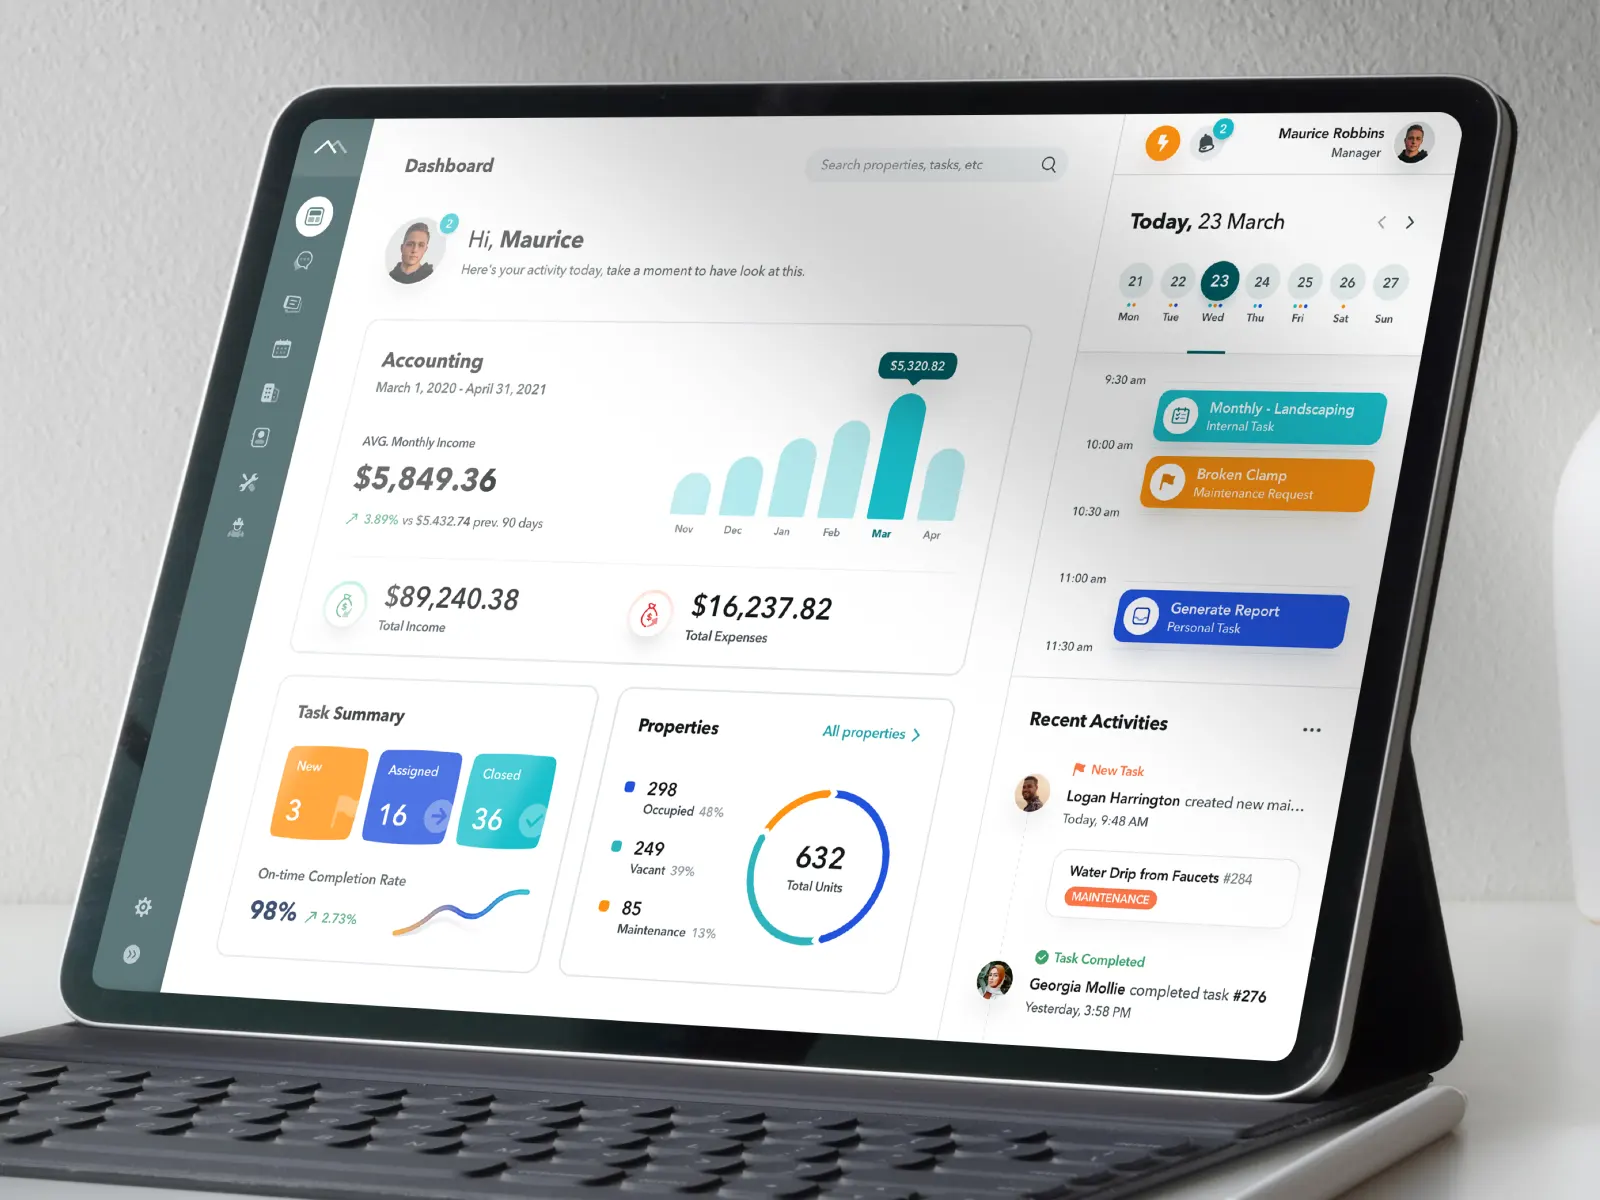 Dashboard
Search properties, tasks, etc
2
Maurice Robbins
Manager
2
Hi, Maurice
Here's your activity today, take a moment to have look at this.
Accounting
March 1, 2020 - April 31, 2021
AVG. Monthly Income
$5,849.36
3.89% vs $5.432.74 prev. 90 days
$5,320.82
Nov Dec Jan Feb Mar Apr
$89,240.38
Total Income
$16,237.82
Total Expenses
Task Summary
New
3
Assigned
16
Closed
36
On-time Completion Rate
98% 2.73%
Properties
All properties
298
Occupied 48%
249
Vacant 39%
85
Maintenance 13%
632
Total Units
Today, 23 March
21 22 23 24 25 26 27
Mon Tue Wed Thu Fri Sat Sun
9:30 am
Monthly - Landscaping
Internal Task
10:00 am
Broken Clamp
Maintenance Request
10:30 am
11:00 am
Generate Report
Personal Task
11:30 am
Recent Activities
New Task
Logan Harrington created new mai...
Today, 9:48 AM
Water Drip from Faucets #284
MAINTENANCE
Task Completed
Georgia Mollie completed task #276
Yesterday, 3:58 PM